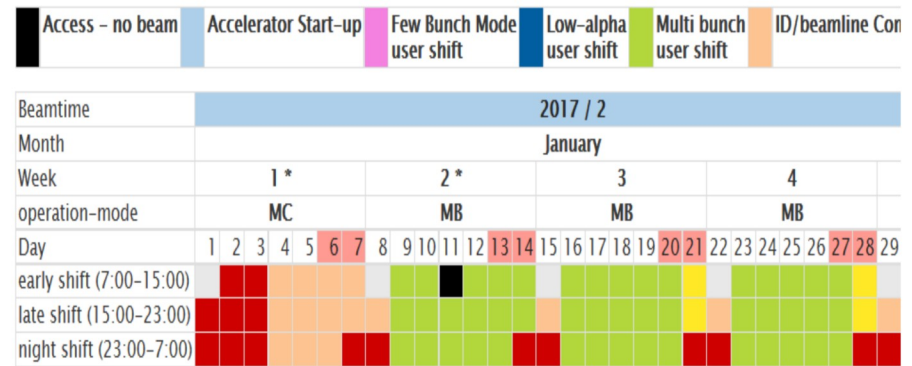 Access – no beam Accelerator Start–up Few Bunch Mode Low–alpha Multi bunch ID/beamline Con
user shift user shift user shift
Beamtime 2017 / 2
Month January
Week 1 * 2 * 3 4
operation–mode MC MB MB MB
Day 1 2 3 4 5 6 7 8 9 10 11 12 13 14 15 16 17 18 19 20 21 22 23 24 25 26 27 28 29
early shift (7:00–15:00)
late shift (15:00–23:00)
night shift (23:00–7:00)